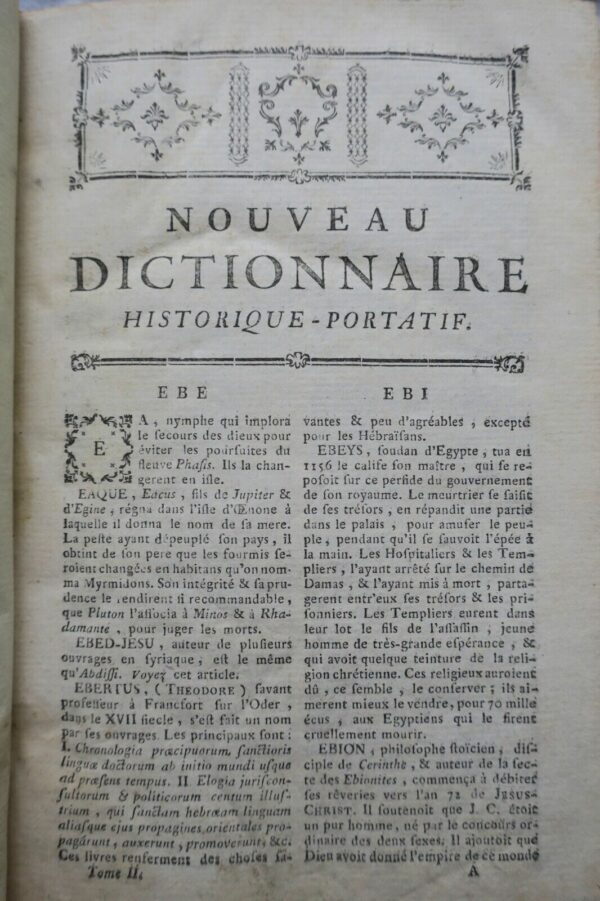 NOUVEAU
DICTIONNAIRE
HISTORIQUE-PORTATIF.
EBE
EA, nymphe qui implora
le ſecours des dieux pour
éviter les pourſuites du
fleuve Phaſis. Ils la chan-
gerent en iſle.
EAQUE, Eacus, fils de Jupiter &
d'Egine, régna dans l'iſle d'Œnone à
laquelle il donna le nom de ſa mere.
La peſte ayant dépeuplé ſon pays, il
obtint de ſon pere que les fourmis ſe-
roient changées en habitans qu'on nom-
ma Myrmidons. Son intégrité & ſa pru-
dence le rendirent ſi recommandable,
que Pluton l'aſſocia à Minos & à Rha-
damante, pour juger les morts.
EBED-JESU, auteur de pluſieurs
ouvrages en ſyriaque, eſt le même
qu'Abdiſſi. Voyez cet article.
EBERTUS, (THEODORE) ſavant
profeſſeur à Francfort ſur l'Oder,
dans le XVII ſiecle, s'eſt fait un nom
par ſes ouvrages. Les principaux ſont :
I. Chronologia præcipuorum, ſanctioris
linguæ doctorum ab initio mundi uſque
ad præſens tempus. II. Elogia juriſcon-
ſultorum & politicorum centum illuſ-
trium, qui ſanctam hebræam linguam
aliaſque ejus propagines orientales pro-
pagârunt, auxerunt, promoverunt, &c.
Ces livres renferment des choſes ſa-
Tome II.
EBI
vantes & peu d'agréables, excepté
pour les Hébraïſans.
EBEYS, ſoudan d'Egypte, tua en
1156 le calife ſon maître, qui ſe re-
poſoit ſur ce perfide du gouvernement
de ſon royaume. Le meurtrier ſe ſaiſit
de ſes tréſors, en répandit une partie
dans le palais, pour amuſer le peu-
ple, pendant qu'il ſe ſauvoit l'épée à
la main. Les Hoſpitaliers & les Tem-
pliers, l'ayant arrêté ſur le chemin de
Damas, & l'ayant mis à mort, parta-
gerent entr'eux ſes tréſors & les pri-
ſonniers. Les Templiers eurent dans
leur lot le fils de l'aſſaſſin, jeune
homme de très-grande eſpérance, &
qui avoit quelque teinture de la reli-
gion chrétienne. Ces religieux auroient
dû, ce ſemble, le conſerver ; ils ai-
merent mieux le vendre, pour 70 mille
écus, aux Egyptiens qui le firent
cruellement mourir.
EBION, philoſophe ſtoïcien, diſ-
ciple de Cerinthe, & auteur de la ſec-
te des Ebionites, commença à débiter
ſes rêveries vers l'an 72 de JESUS-
CHRIST. Il ſoutenoit que J. C. étoit
un pur homme, né par le concours or-
dinaire des deux ſexes. Il ajoutoit que
Dieu avoit donné l'empire de ce monde
A